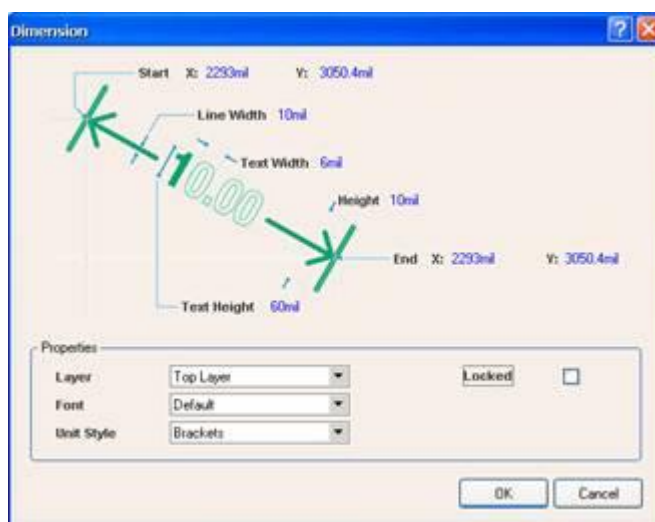 Dimension
Start X: 2293mil Y: 3050.4mil
Line Width 10mil
Text Width 6mil
10.00
Height 10mil
End X: 2293mil Y: 3050.4mil
Text Height 60mil
Properties
Layer Top Layer Locked
Font Default
Unit Style Brackets
OK Cancel